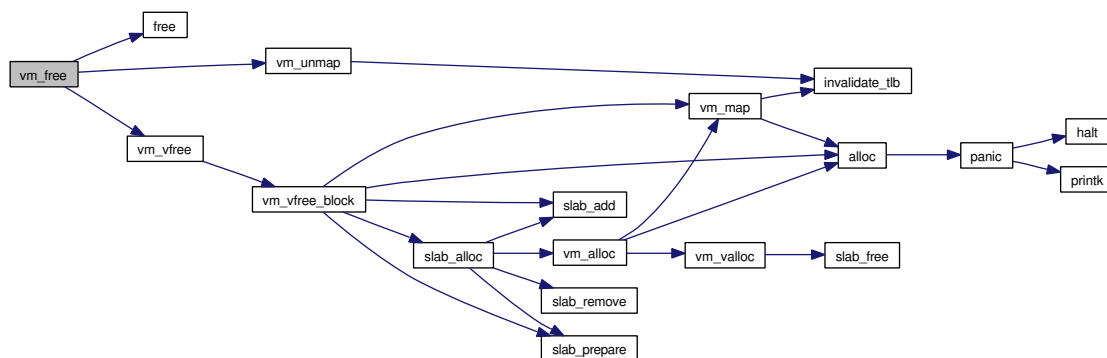 free
vm_free
vm_unmap
invalidate_tlb
vm_map
vm_vfree
halt
alloc
panic
printk
vm_vfree_block
slab_add
slab_alloc
vm_alloc
vm_valloc
slab_free
slab_remove
slab_prepare